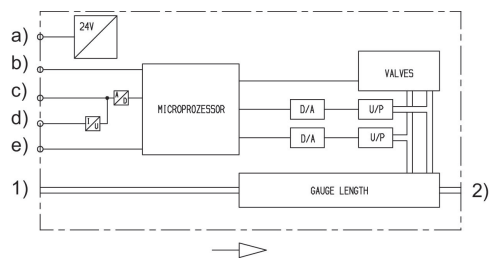 a)
24V
b)
VALVES
c)
A/D
MICROPROZESSOR
D/A
U/P
d)
I/U
D/A
U/P
e)
1)
GAUGE LENGTH
2)